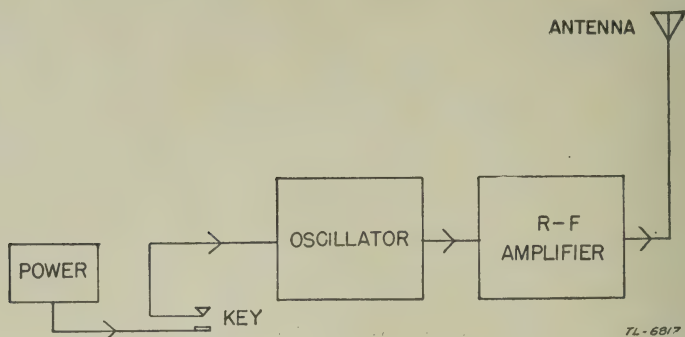 ANTENNA
OSCILLATOR
R-F
AMPLIFIER
POWER
KEY
TL-6817